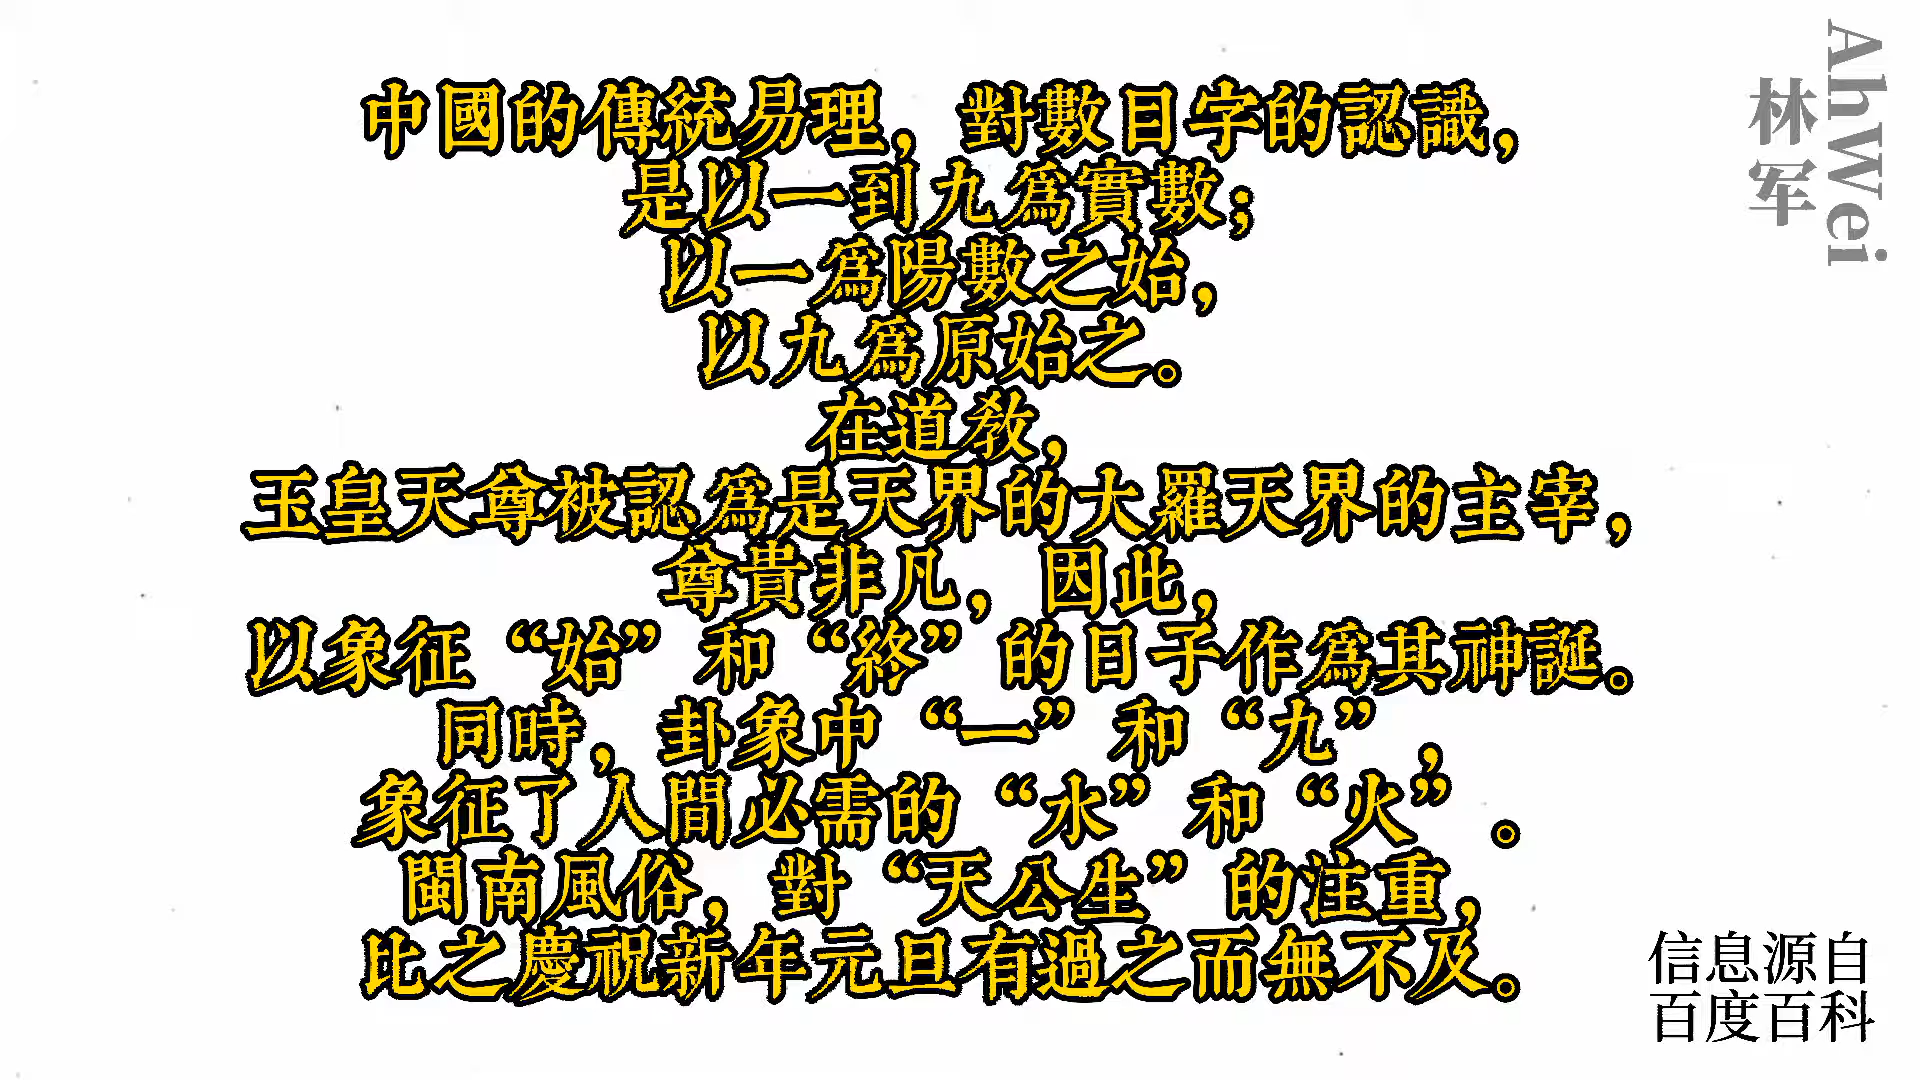 中國的傳統易理，對數目字的認識，
是以一到九爲實數；
以一爲陽數之始，
以九爲原始之。
在道教，
玉皇天尊被認爲是天界的大羅天界的主宰，
尊貴非凡，因此，
以象征“始”和“終”的日子作爲其神誕。
同時，卦象中“一”和“九”，
象征了人間必需的“水”和“火”。
閩南風俗，對“天公生”的注重，
比之慶祝新年元旦有過之而無不及。
AhWei
林军
信息源自
百度百科